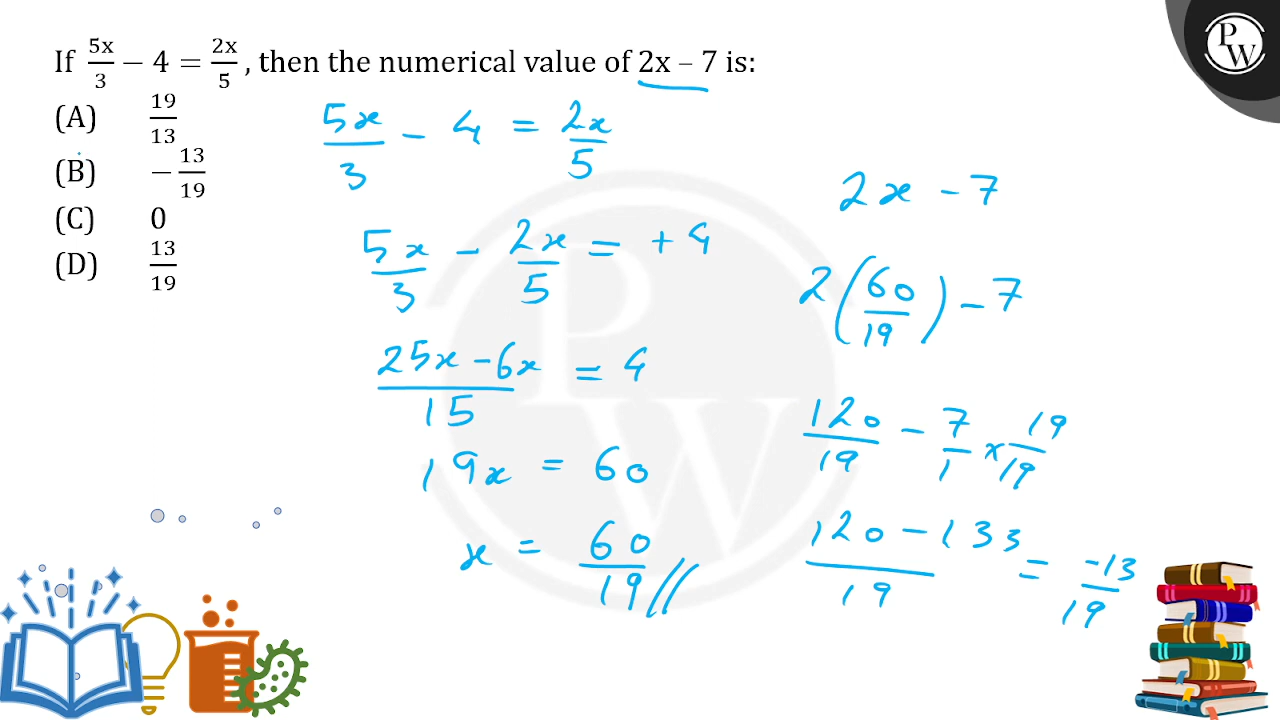 If 5x/3 − 4 = 2x/5, then the numerical value of 2x – 7 is:
(A) 19/13
(B) −13/19
(C) 0
(D) 13/19
5x/3 - 4 = 2x/5
5x/3 - 2x/5 = +4
25x-6x/15 = 4
19x = 60
x = 60/19//
2x - 7
2(60/19) - 7
120/19 - 7/1 × 19/19
120-133/19 = -13/19
PW
PW